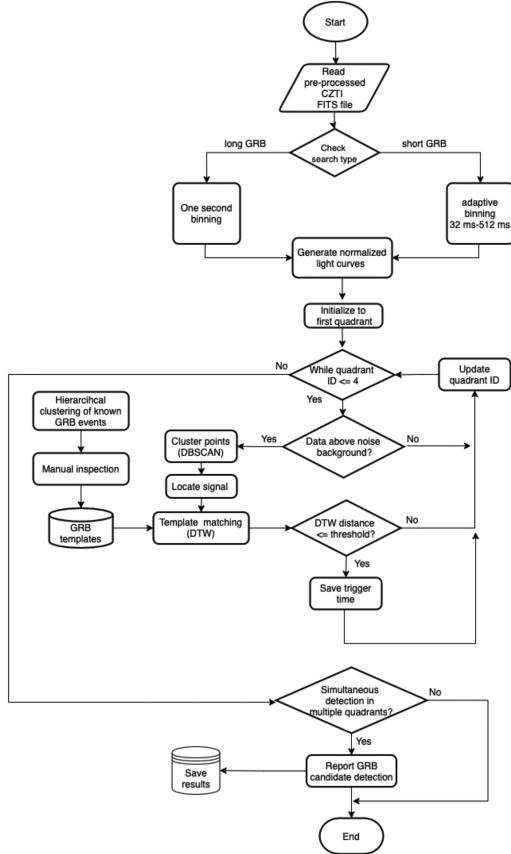 Start
Read
pre-processed
CZTI
FITS file
Check
search type
long GRB
short GRB
One second
binning
adaptive
binning
32 ms-512 ms
Generate normalized
light curves
Initialize to
first quadrant
While quadrant
ID <= 4
No
Yes
Update
quadrant ID
Hierarcihcal
clustering of known
GRB events
Cluster points
(DBSCAN)
Yes
Data above noise
background?
No
Manual inspection
Locate signal
GRB
templates
Template matching
(DTW)
DTW distance
<= threshold?
No
Yes
Save trigger
time
Simultaneous
detection in
multiple quadrants?
No
Yes
Save
results
Report GRB
candidate detection
End